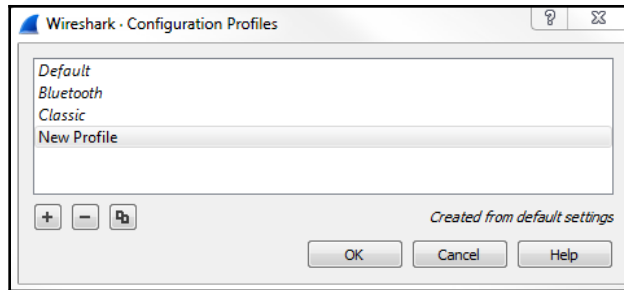 Wireshark · Configuration Profiles
Default
Bluetooth
Classic
New Profile
Created from default settings
OK
Cancel
Help